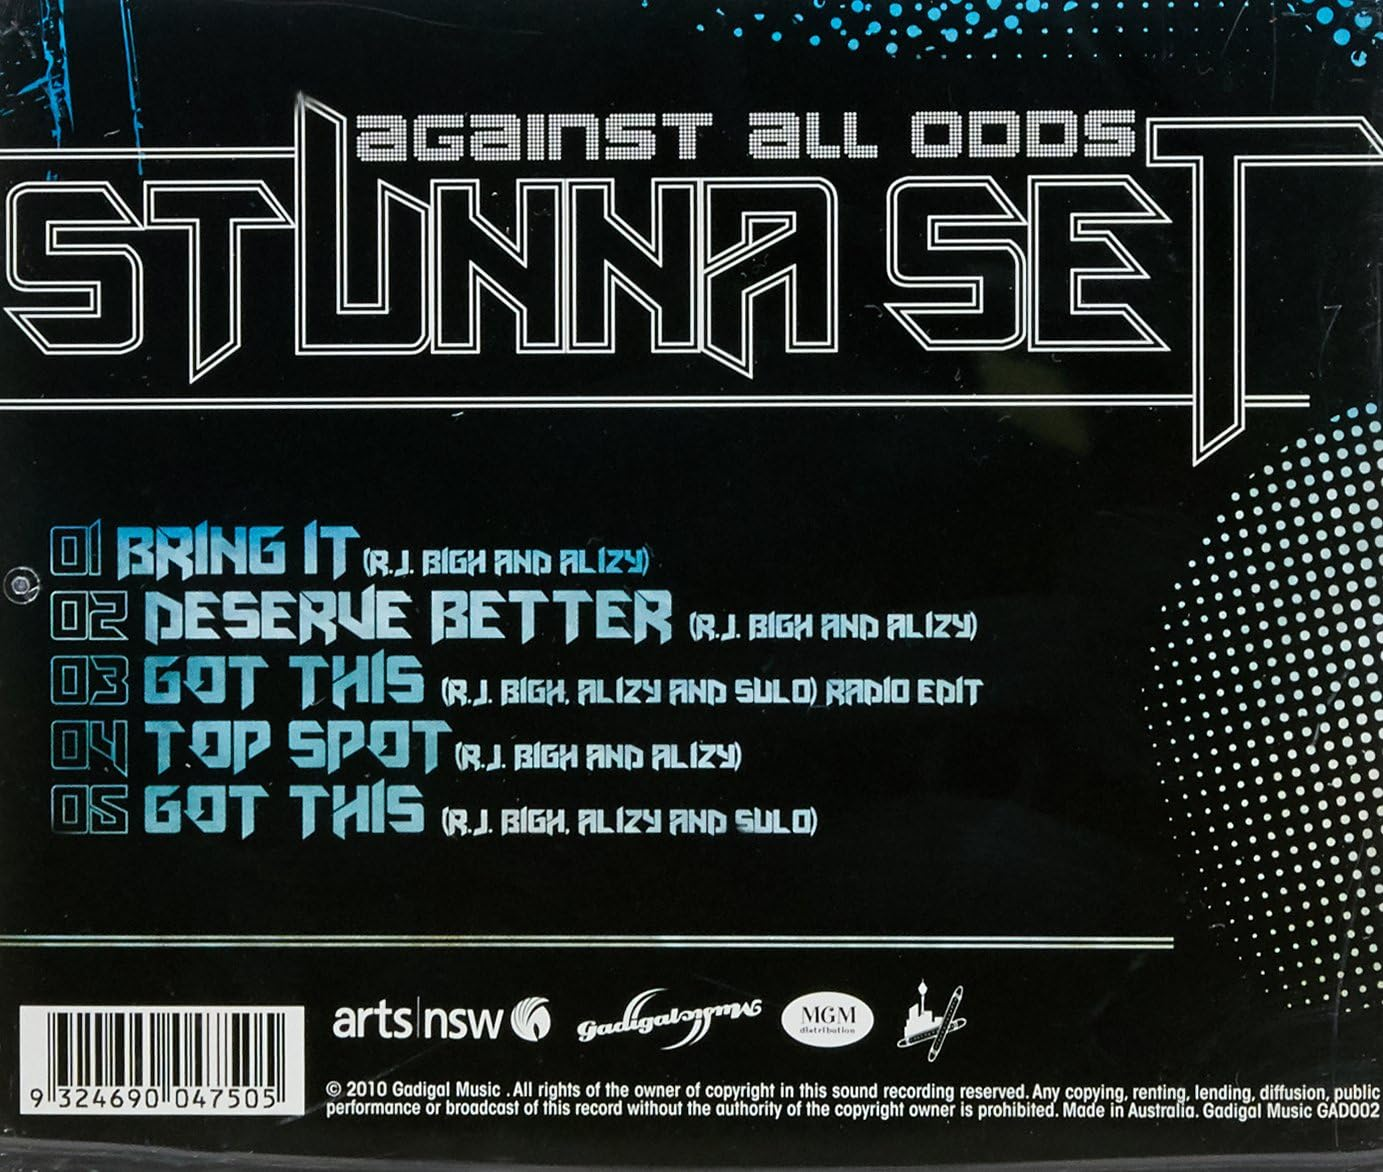 against all odds
STUNNA SET
01 BRING IT (R.J. BIGH AND ALIZY)
02 DESERVE BETTER (R.J. BIGH AND ALIZY)
03 GOT THIS (R.J. BIGH, ALIZY AND SULO) RADIO EDIT
04 TOP SPOT (R.J. BIGH AND ALIZY)
05 GOT THIS (R.J. BIGH, ALIZY AND SULO)
arts nsw gadigalmusic MGM
distribution
9 324690 047505
© 2010 Gadigal Music . All rights of the owner of copyright in this sound recording reserved. Any copying, renting, lending, diffusion, public
performance or broadcast of this record without the authority of the copyright owner is prohibited. Made in Australia. Gadigal Music GAD002